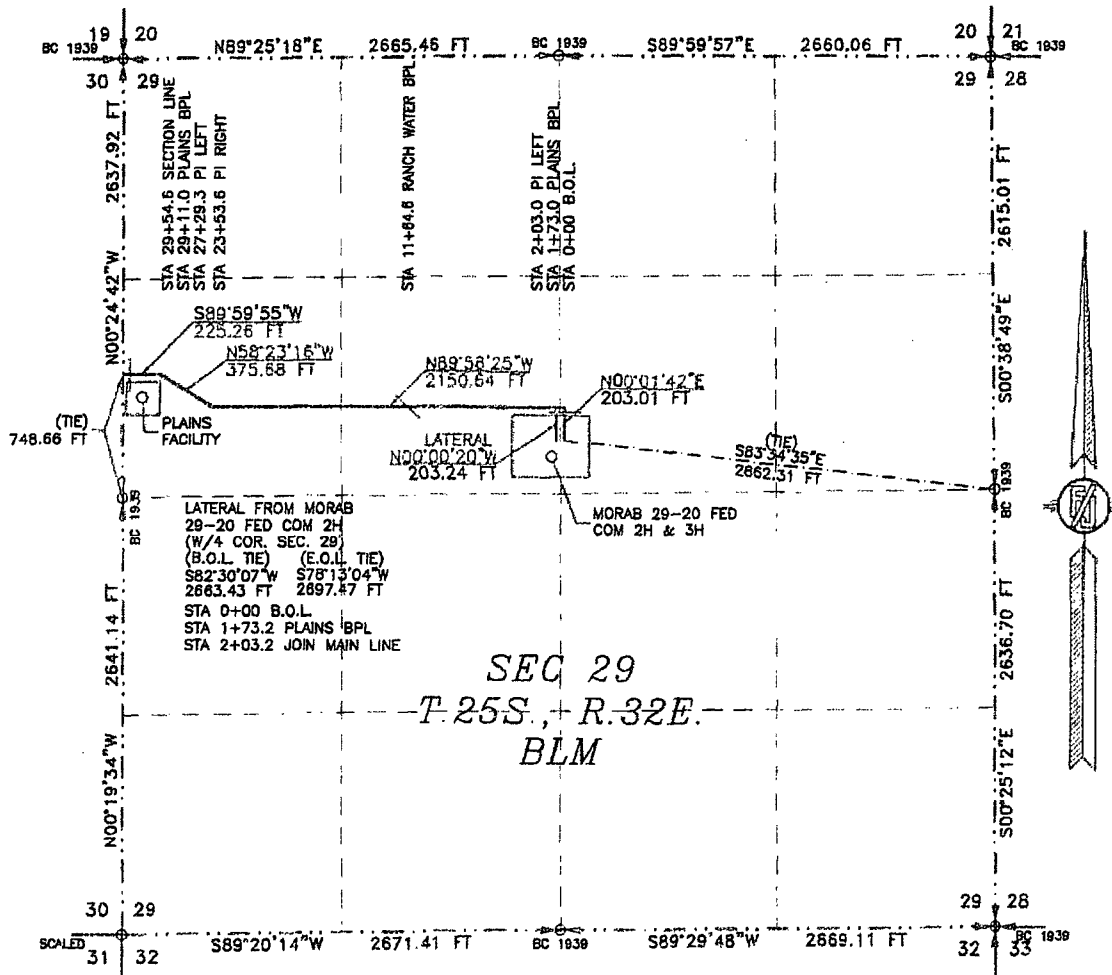 19 20
BC 1939
30 29
N89°25'18"E 2665.46 FT
BC 1939
S89°59'57"E 2660.06 FT
20 21
BC 1939
29 28
N00°24'42"W 2637.92 FT
STA 29+54.6 SECTION LINE
STA 29+11.0 PLAINS BPL
STA 27+29.3 PI LEFT
STA 23+53.6 PI RIGHT
STA 11+64.6 RANCH WATER BPL
STA 2+03.0 PI LEFT
STA 1+73.0 PLAINS BPL
STA 0+00 B.O.L.
S00°38'49"E 2615.01 FT
S89°59'55"W
225.26 FT
N58°23'16"W
375.68 FT
N89°58'25"W
2150.64 FT
N00°01'42"E
203.01 FT
(TIE)
748.66 FT
PLAINS
FACILITY
LATERAL
N00°00'20"W
203.24 FT
(TIE)
S83°34'35"E
2662.31 FT
BC 1939
BC 1939
MORAB 29-20 FED
COM 2H & 3H
LATERAL FROM MORAB
29-20 FED COM 2H
(W/4 COR. SEC. 29)
(B.O.L. TIE) (E.O.L. TIE)
S82°30'07"W S78°13'04"W
2663.43 FT 2697.47 FT
STA 0+00 B.O.L.
STA 1+73.2 PLAINS BPL
STA 2+03.2 JOIN MAIN LINE
N00°19'34"W 2641.14 FT
SEC 29
T.25S., R.32E.
BLM
S00°25'12"E 2636.70 FT
30 29
SCALED
31 32
S89°20'14"W 2671.41 FT
BC 1939
S89°29'48"W 2669.11 FT
29 28
BC 1939
32 33